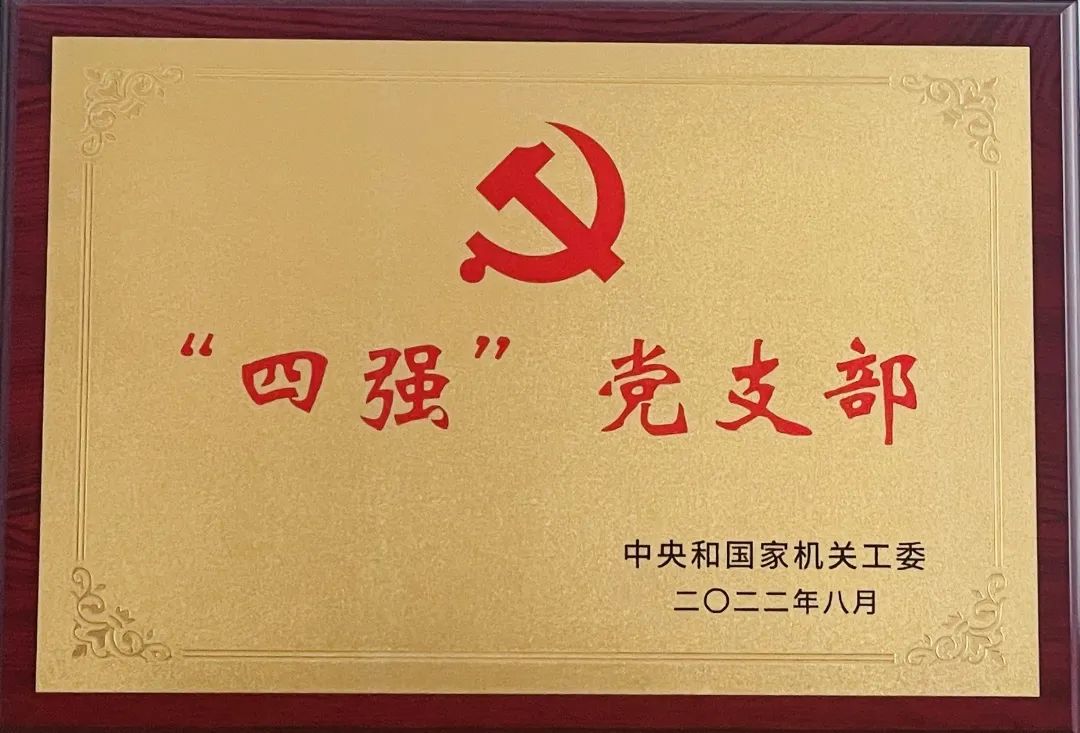 “四强”党支部
中央和国家机关工委
二〇二二年八月